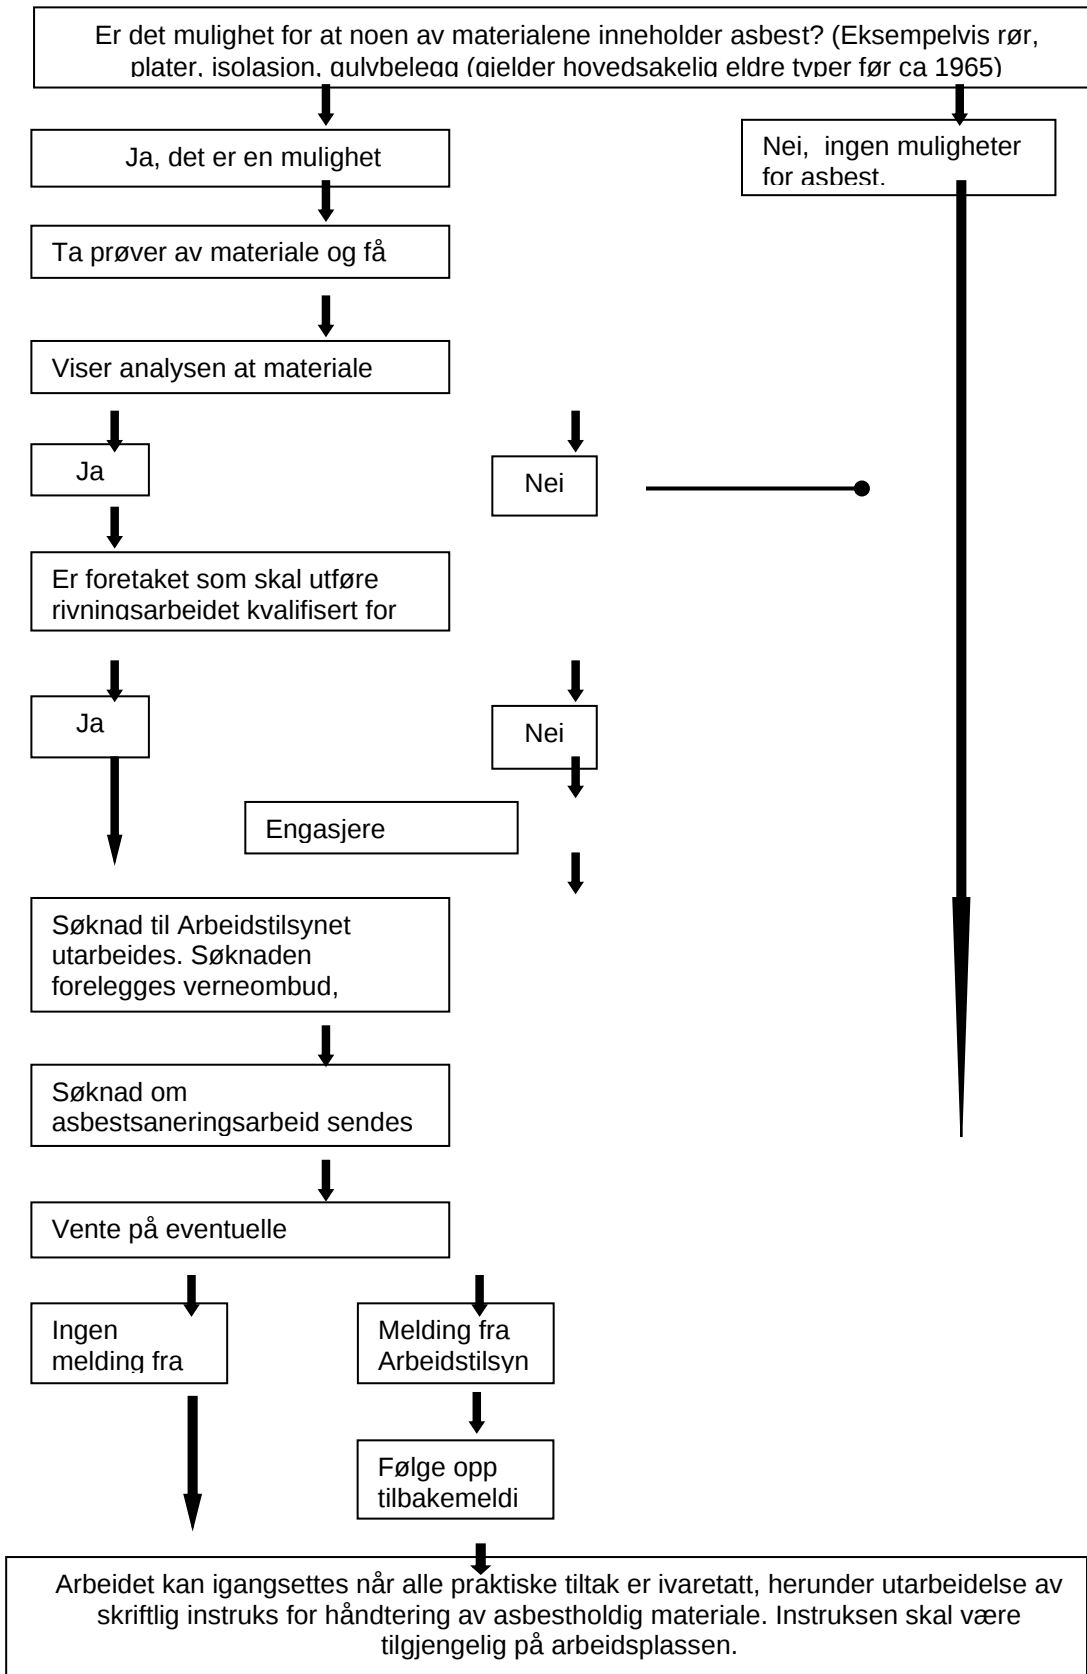 Er det mulighet for at noen av materialene inneholder asbest? (Eksempelvis rør,
plater, isolasjon, gulvbelegg (gjelder hovedsakelig eldre typer før ca 1965)
Ja, det er en mulighet
Nei, ingen muligheter
for asbest.
Ta prøver av materiale og få
Viser analysen at materiale
Ja
Nei
Er foretaket som skal utføre
rivningsarbeidet kvalifisert for
Ja
Nei
Engasjere
Søknad til Arbeidstilsynet
utarbeides. Søknaden
forelegges verneombud,
Søknad om
asbestsaneringsarbeid sendes
Vente på eventuelle
Ingen
melding fra
Melding fra
Arbeidstilsyn
Følge opp
tilbakemeldi
Arbeidet kan igangsettes når alle praktiske tiltak er ivaretatt, herunder utarbeidelse av
skriftlig instruks for håndtering av asbestholdig materiale. Instruksen skal være
tilgjengelig på arbeidsplassen.